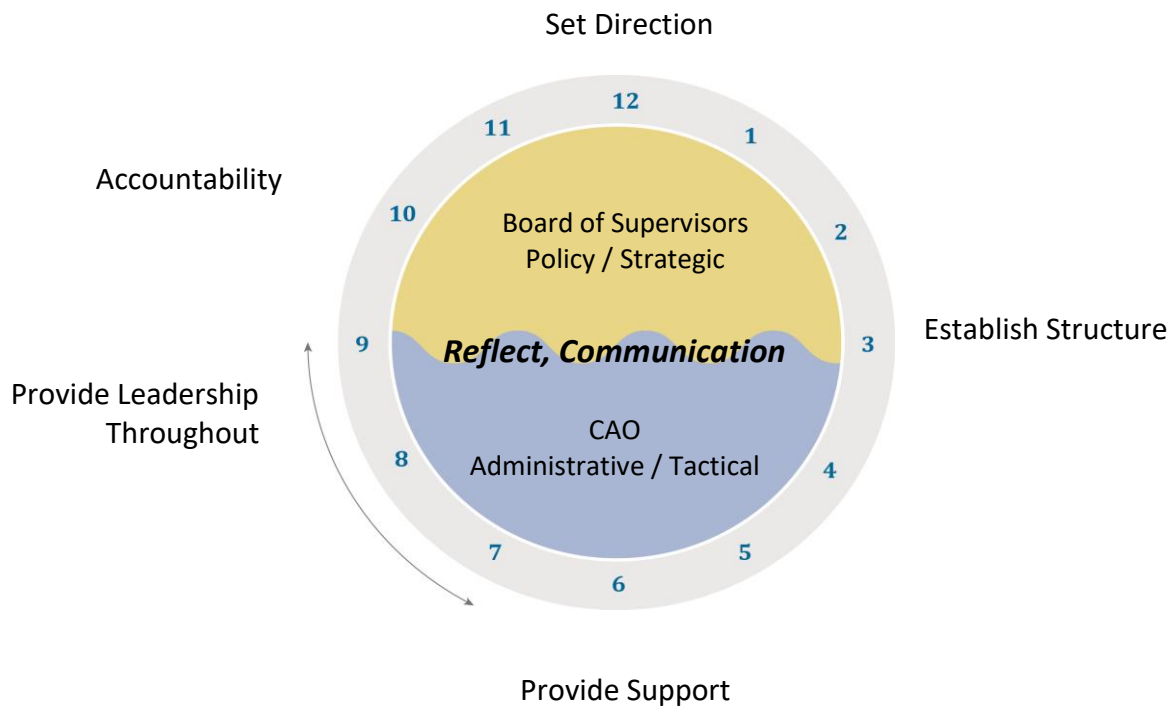 Set Direction
12
11
1
Accountability
10
2
Board of Supervisors
Policy / Strategic
Establish Structure
9
3
Reflect, Communication
Provide Leadership
Throughout
CAO
Administrative / Tactical
8
4
7
5
6
Provide Support